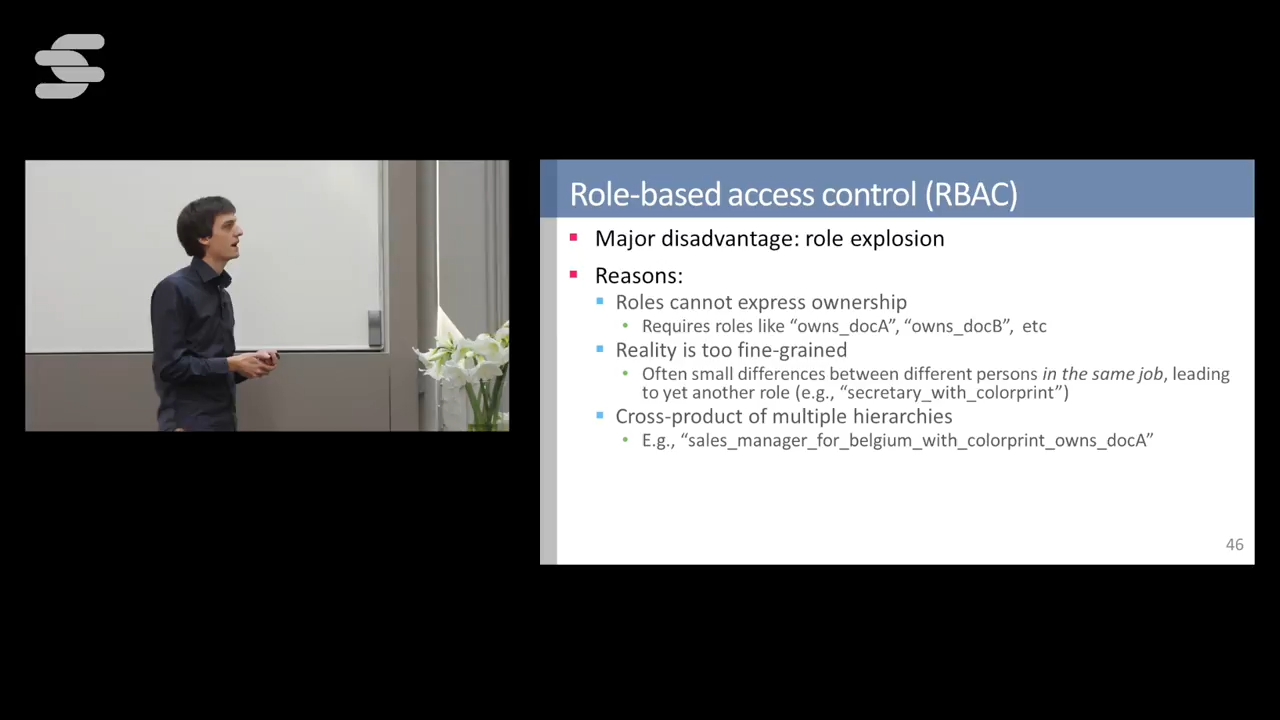 Role-based access control (RBAC)
Major disadvantage: role explosion
Reasons:
Roles cannot express ownership
Requires roles like “owns_docA”, “owns_docB”, etc
Reality is too fine-grained
Often small differences between different persons in the same job, leading
to yet another role (e.g., “secretary_with_colorprint”)
Cross-product of multiple hierarchies
E.g., “sales_manager_for_belgium_with_colorprint_owns_docA”
46